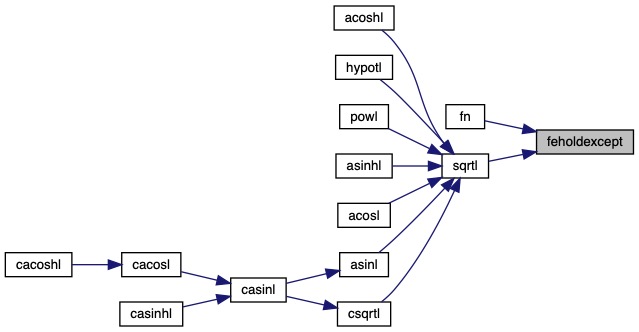 acoshl
hypotl
powl
fn
feholdexcept
asinhl
sqrtl
acosl
cacoshl
cacosl
asinl
casinl
casinhl
csqrtl